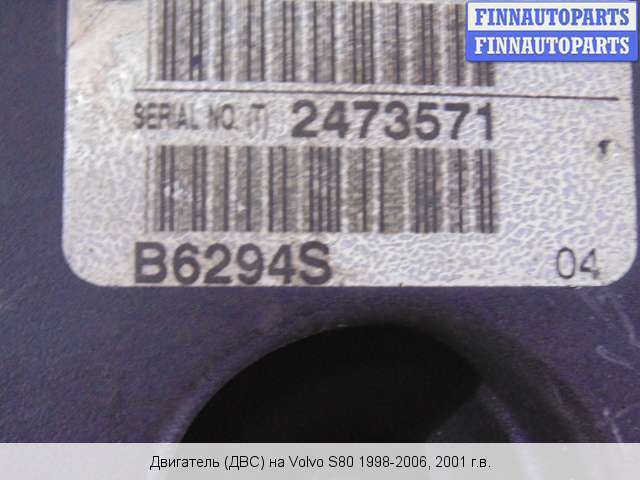 FINNAUTOPARTS
FINNAUTOPARTS
SERIAL NO. (T) 2473571
B6294S 04
Двигатель (ДВС) на Volvo S80 1998-2006, 2001 г.в.